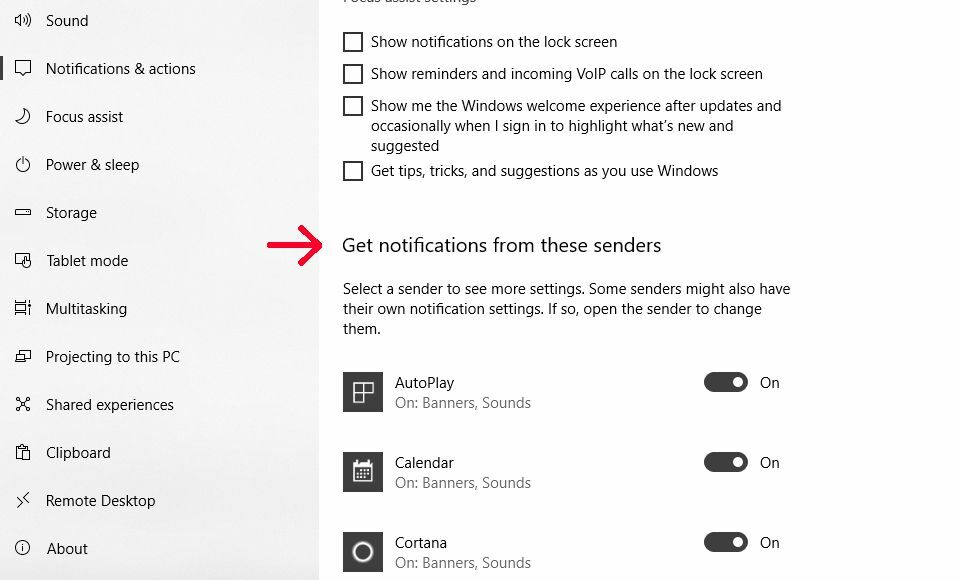 Sound
Notifications & actions
Focus assist
Power & sleep
Storage
Tablet mode
Multitasking
Projecting to this PC
Shared experiences
Clipboard
Remote Desktop
About
Focus assist settings
Show notifications on the lock screen
Show reminders and incoming VoIP calls on the lock screen
Show me the Windows welcome experience after updates and
occasionally when I sign in to highlight what’s new and
suggested
Get tips, tricks, and suggestions as you use Windows
Get notifications from these senders
Select a sender to see more settings. Some senders might also have
their own notification settings. If so, open the sender to change
them.
AutoPlay
On: Banners, Sounds
On
Calendar
On: Banners, Sounds
On
Cortana
On: Banners, Sounds
On